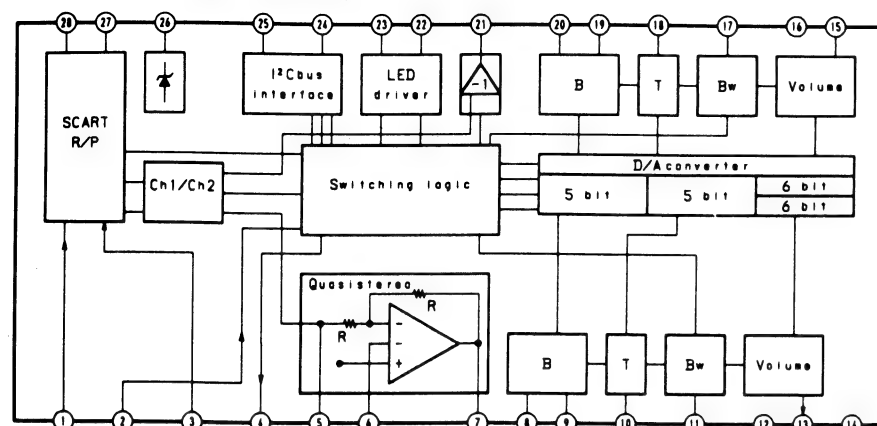 28 27 26 25 24 23 22 21 20 19 18 17 16 15
SCART
R/P
I²Cbus
interface
LED
driver
-1
B
T
Bw
Volume
Ch1/Ch2
Switching logic
D/A converter
5 bit
5 bit
6 bit
6 bit
Quasistereo
R
R
-
-
+
B
T
Bw
Volume
1 2 3 4 5 6 7 8 9 10 11 12 13 14